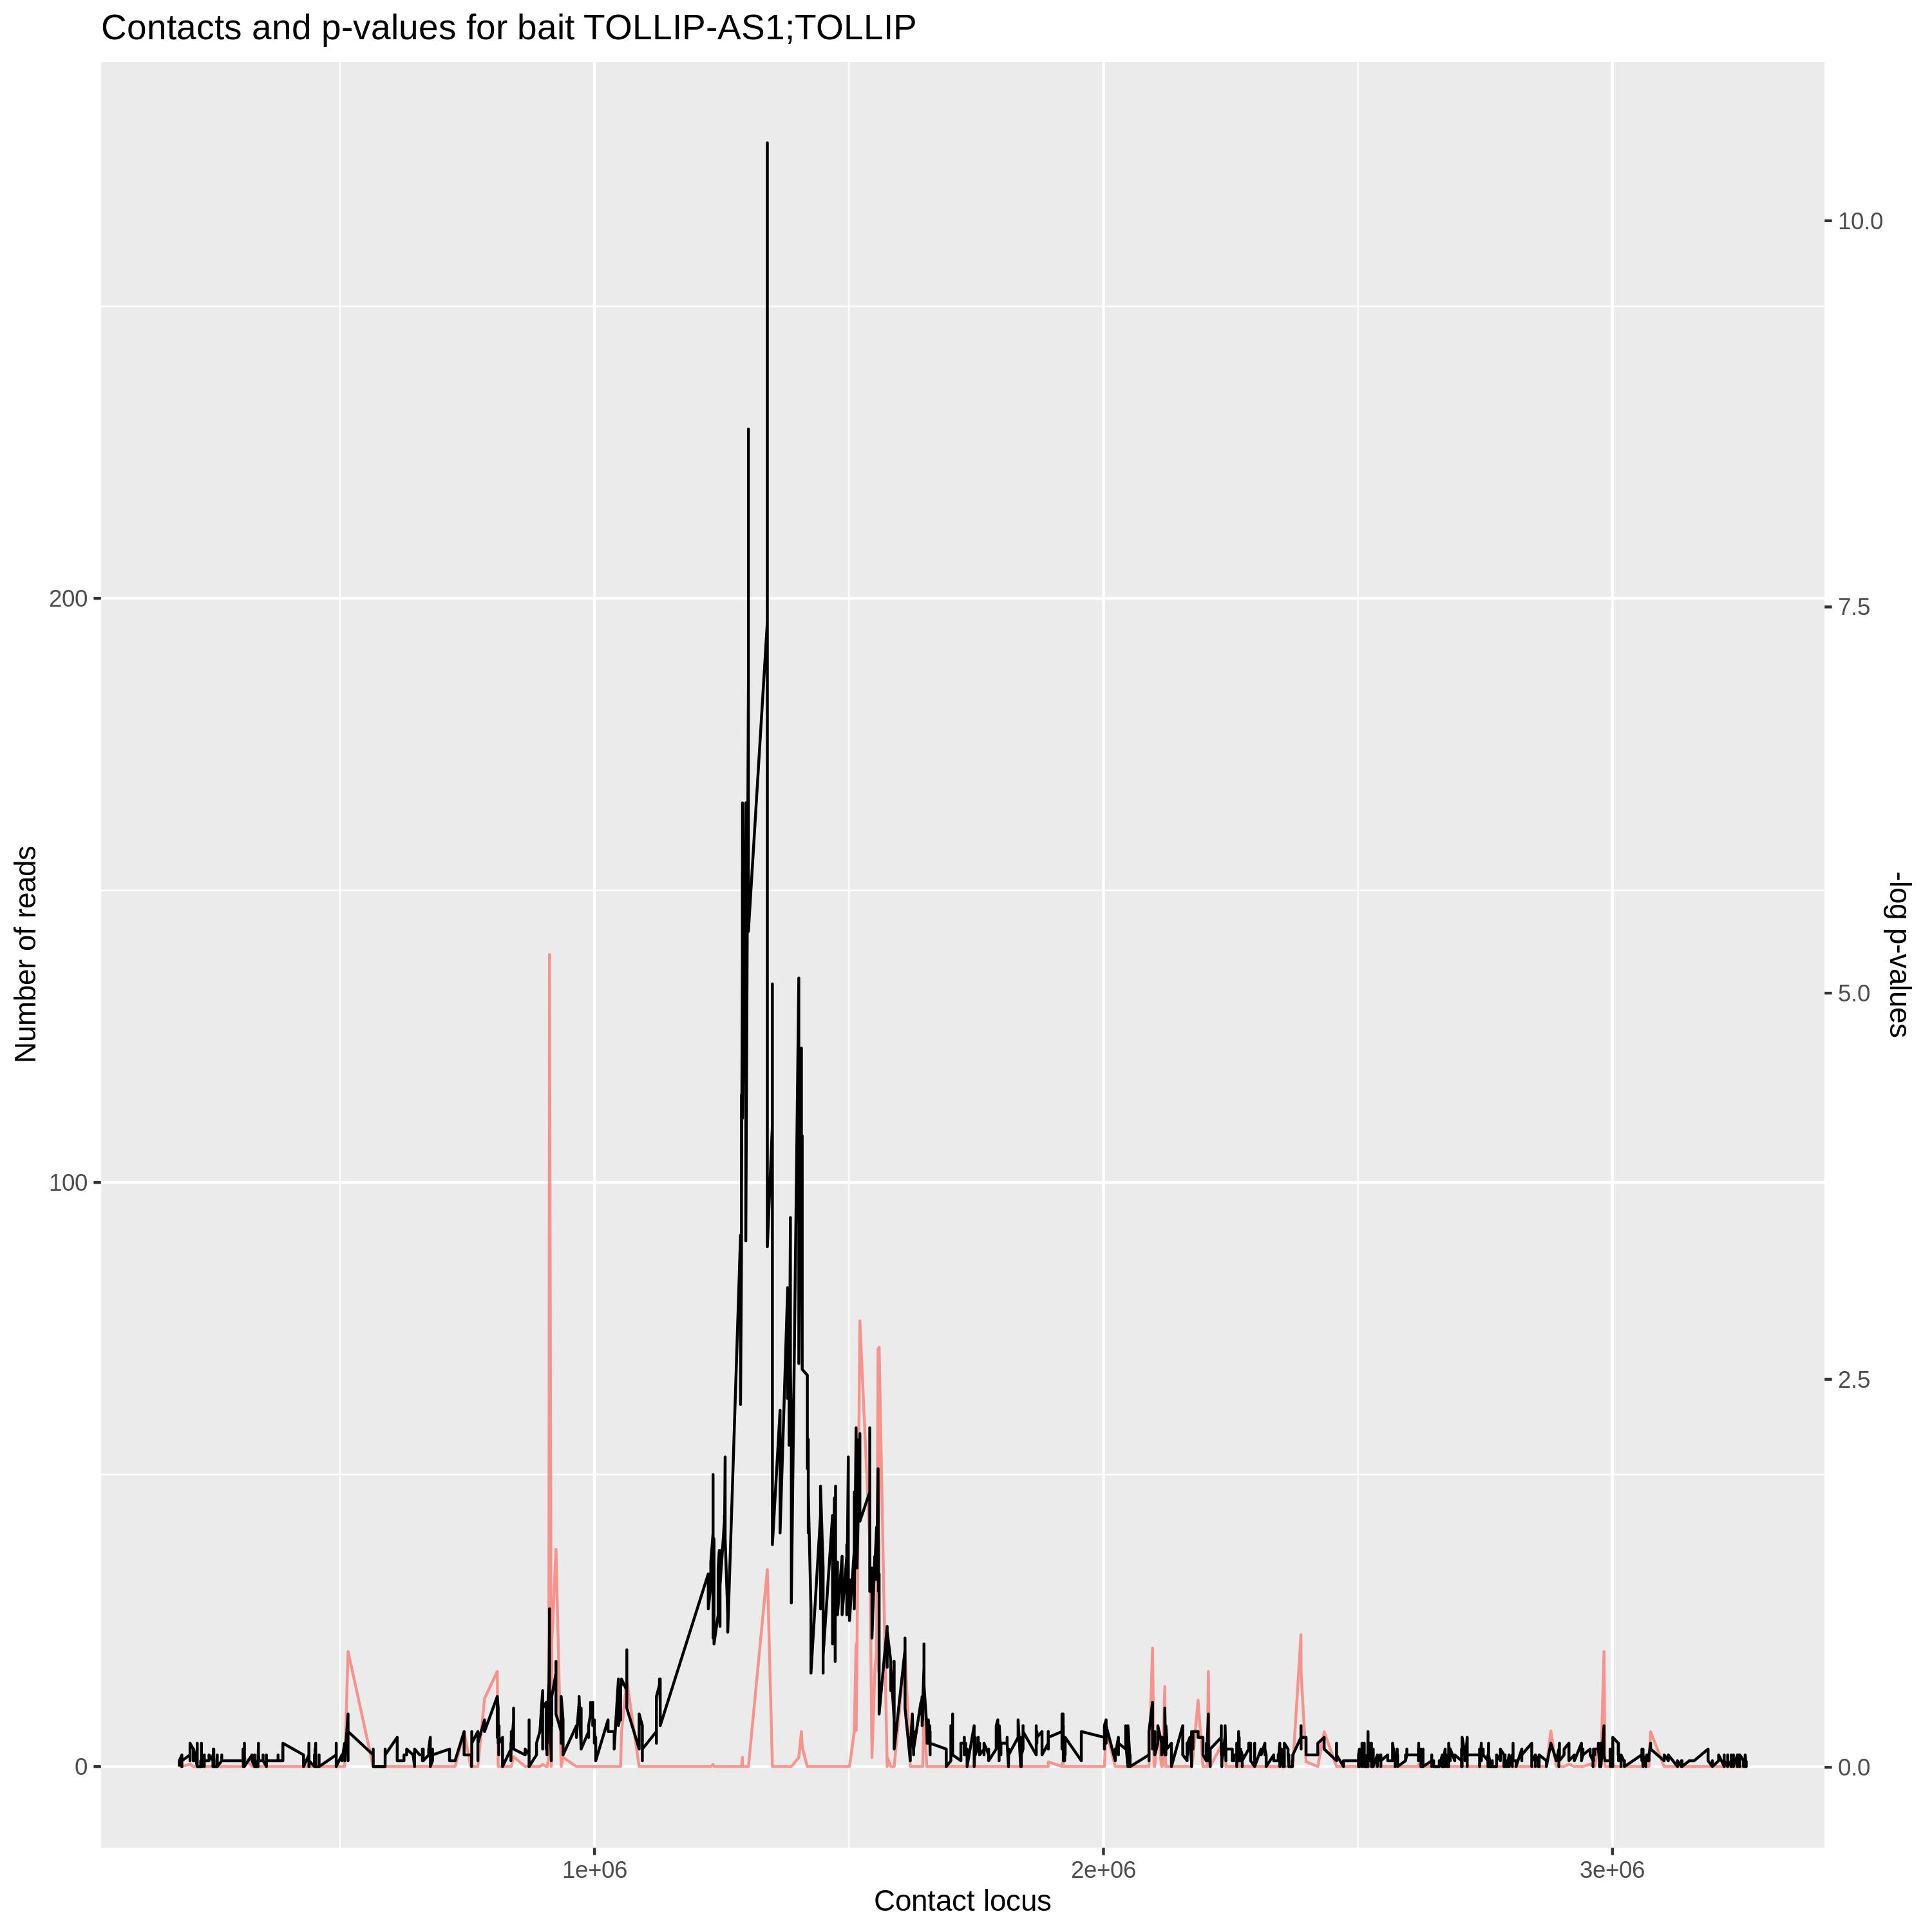 Contacts and p-values for bait TOLLIP-AS1;TOLLIP
Number of reads
200
100
0
10.0
7.5
5.0
2.5
0.0
-log p-values
1e+06
2e+06
3e+06
Contact locus